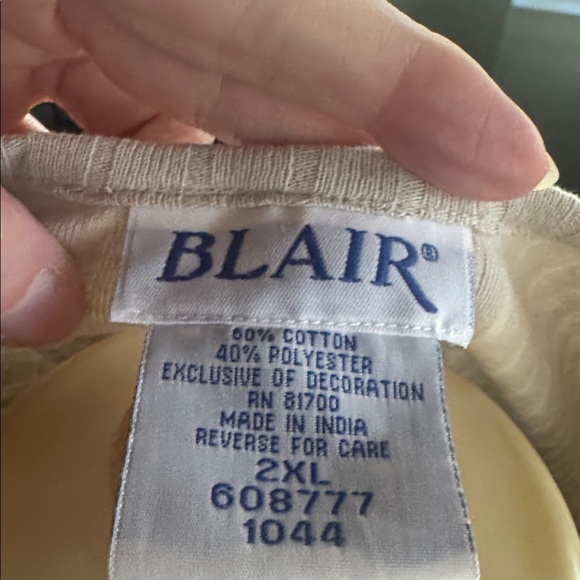 BLAIR®
60% COTTON
40% POLYESTER
EXCLUSIVE OF DECORATION
RN 81700
MADE IN INDIA
REVERSE FOR CARE
2XL
608777
1044